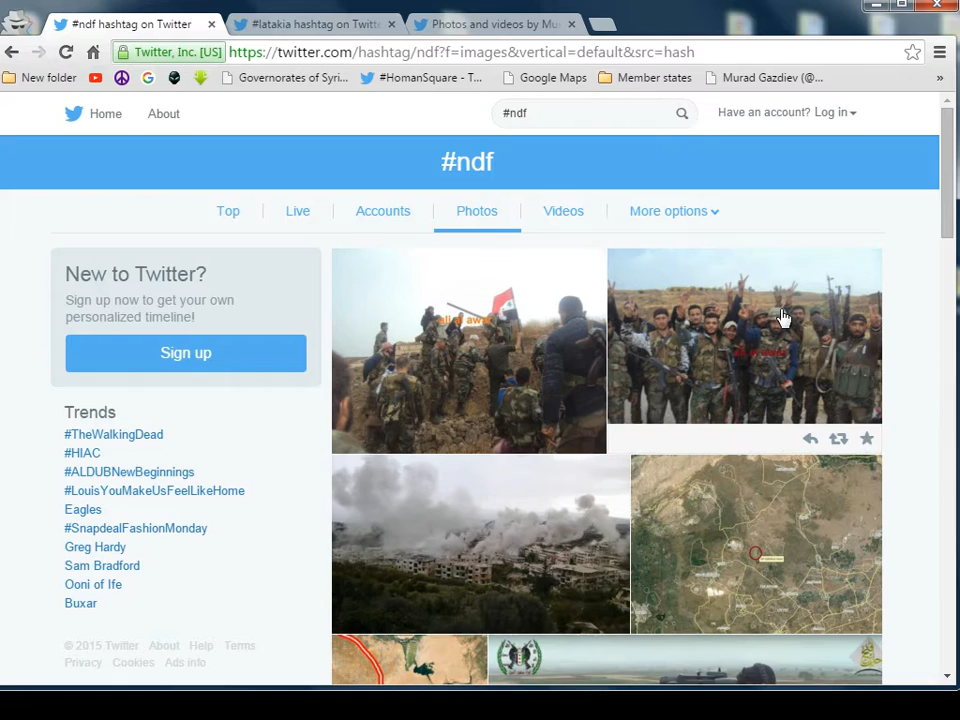 #ndf hashtag on Twitter
#latakia hashtag on Twitte
Photos and videos by Mu
Twitter, Inc. [US]
https://twitter.com/hashtag/ndf?f=images&vertical=default&src=hash
New folder
Governorates of Syri...
#HomanSquare - T...
Google Maps
Member states
Murad Gazdiev (@...
»
Home
About
#ndf
Have an account? Log in
#ndf
Top
Live
Accounts
Photos
Videos
More options
New to Twitter?
Sign up now to get your own
personalized timeline!
Sign up
Trends
#TheWalkingDead
#HIAC
#ALDUBNewBeginnings
#LouisYouMakeUsFeelLikeHome
Eagles
#SnapdealFashionMonday
Greg Hardy
Sam Bradford
Ooni of Ife
Buxar
© 2015 Twitter About Help Terms
Privacy Cookies Ads info